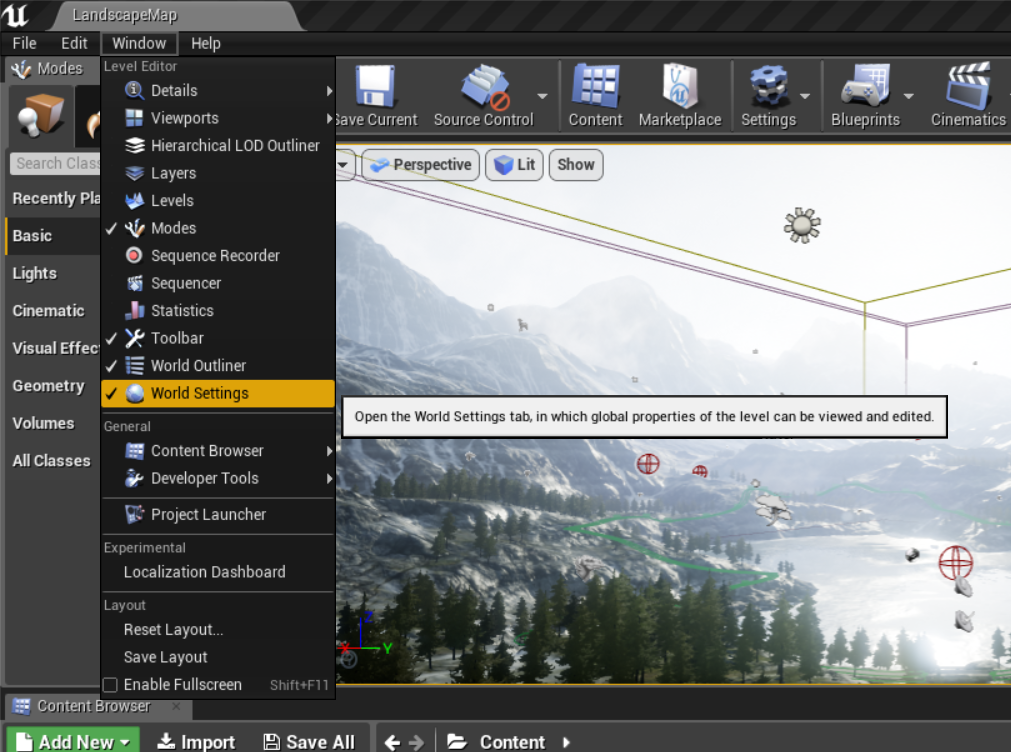 LandscapeMap
File Edit Window Help
Modes
Level Editor
Details
Viewports
Hierarchical LOD Outliner
Layers
Levels
Modes
Sequence Recorder
Sequencer
Statistics
Toolbar
World Outliner
World Settings
General
Content Browser
Developer Tools
Project Launcher
Experimental
Localization Dashboard
Layout
Reset Layout...
Save Layout
Enable Fullscreen Shift+F11
Save Current Source Control Content Marketplace Settings Blueprints Cinematics
Search Clas
Recently Pla
Basic
Lights
Cinematic
Visual Effec
Geometry
Volumes
All Classes
Perspective Lit Show
Open the World Settings tab, in which global properties of the level can be viewed and edited.
Z
X Y
Content Browser
Add New Import Save All Content